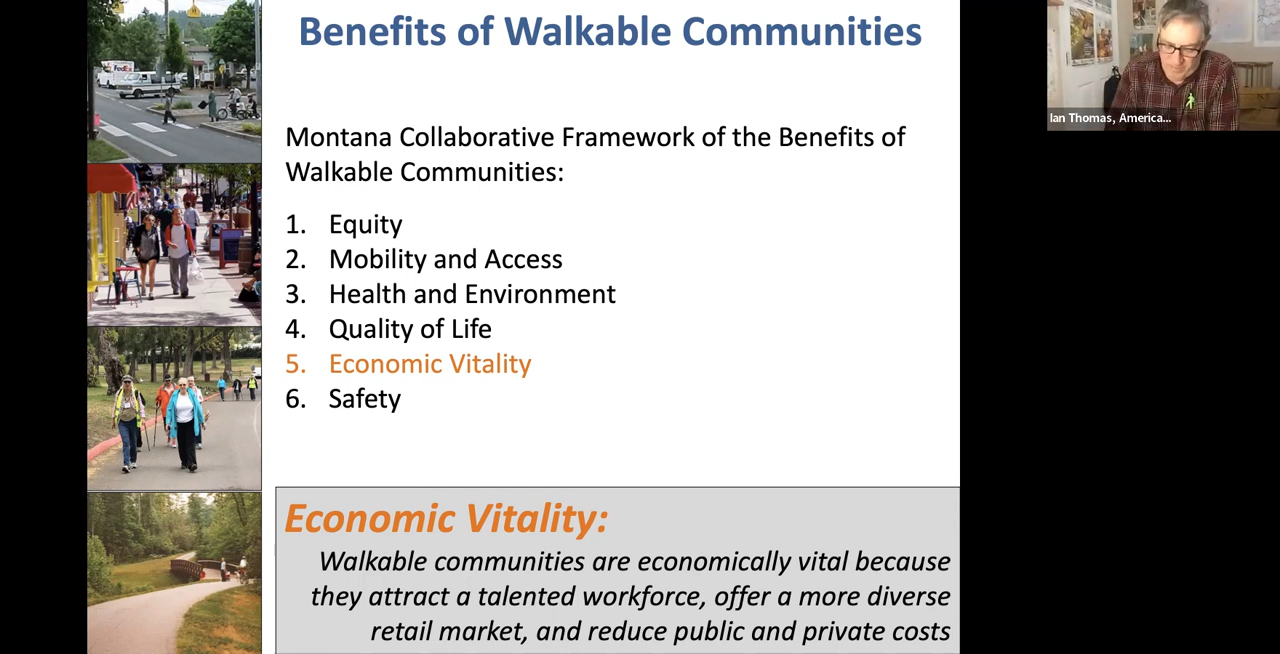 Benefits of Walkable Communities
Montana Collaborative Framework of the Benefits of
Walkable Communities:
1. Equity
2. Mobility and Access
3. Health and Environment
4. Quality of Life
5. Economic Vitality
6. Safety
Economic Vitality:
Walkable communities are economically vital because
they attract a talented workforce, offer a more diverse
retail market, and reduce public and private costs
FedEx
Ian Thomas, America...